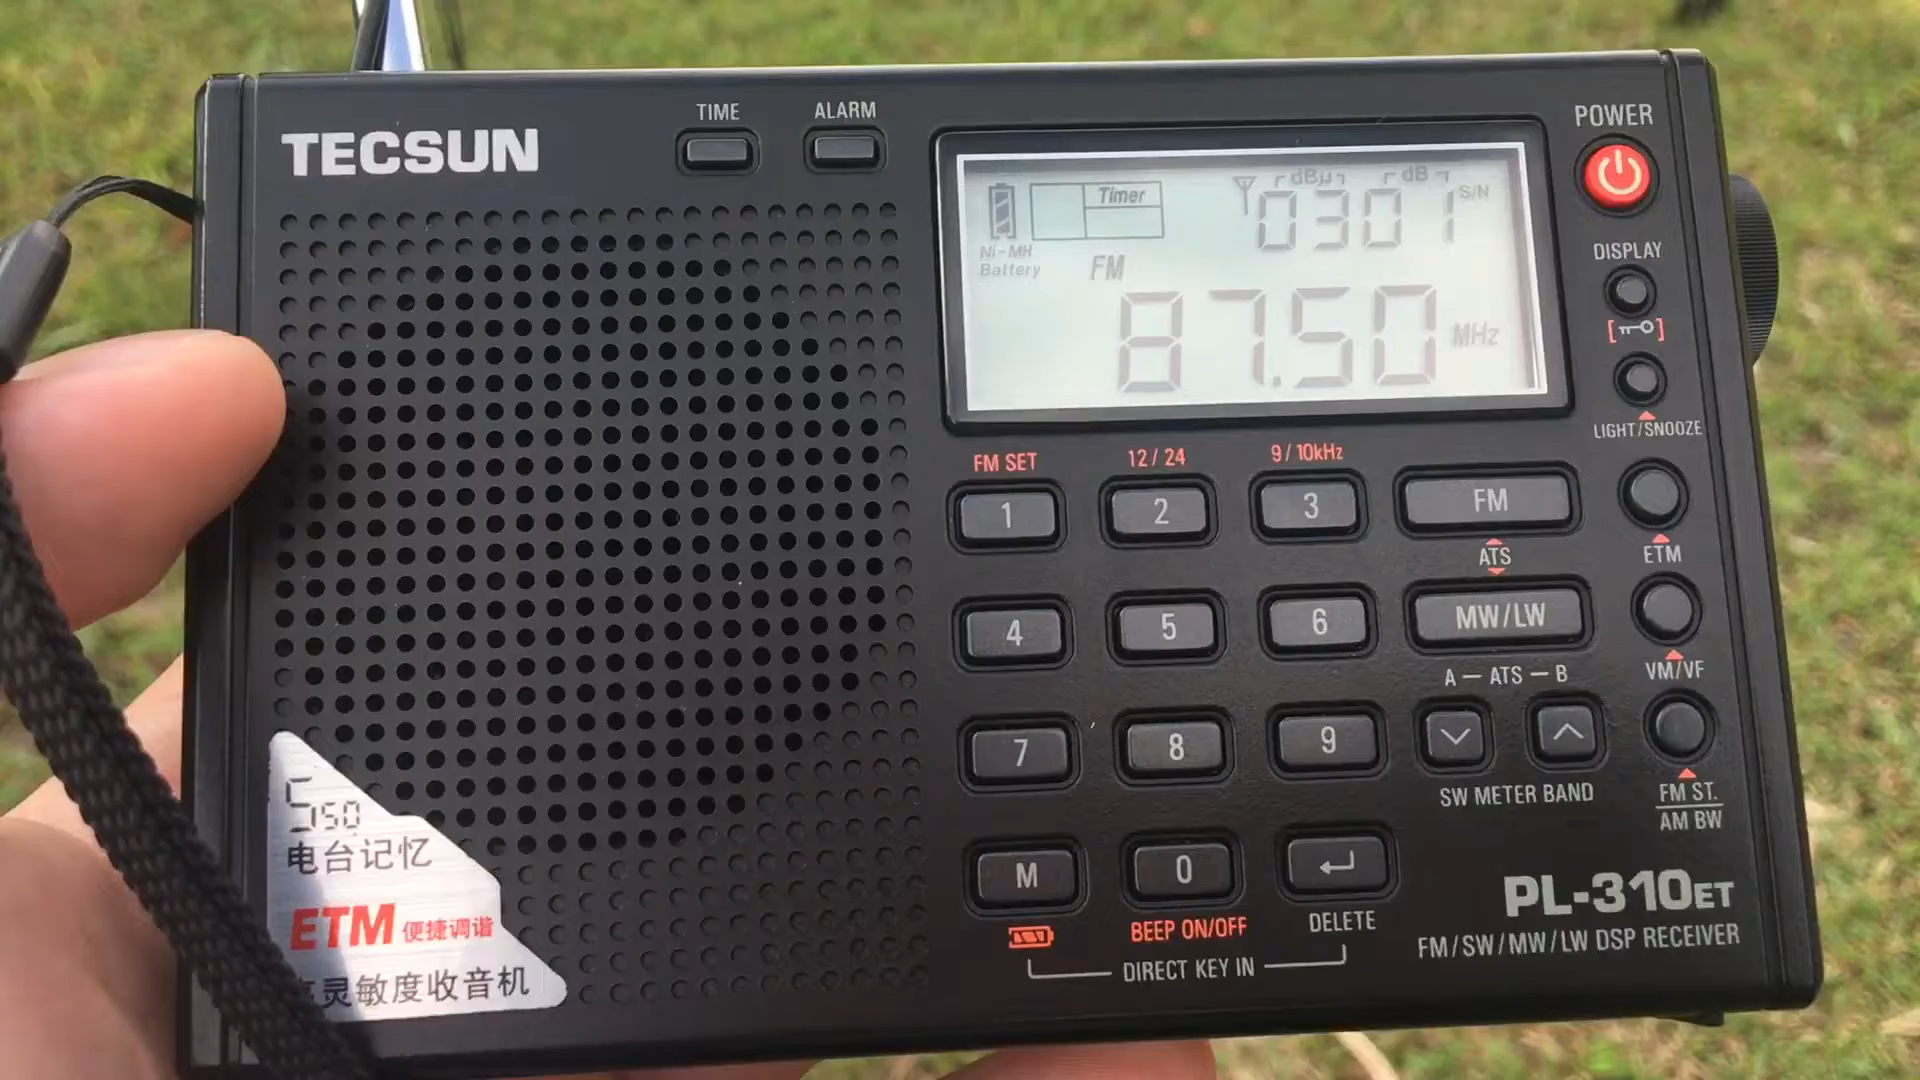 TECSUN
TIME
ALARM
POWER
Timer
dBµ
dB
0301
S/N
Ni-MH
Battery
FM
87.50 MHz
DISPLAY
LIGHT/SNOOZE
FM SET
12/24
9/10kHz
1
2
3
FM
ATS
ETM
4
5
6
MW/LW
VM/VF
A — ATS — B
7
8
9
SW METER BAND
FM ST.
AM BW
M
0
BEEP ON/OFF
DELETE
DIRECT KEY IN
PL-310ET
FM/SW/MW/LW DSP RECEIVER
550
电台记忆
ETM 便捷调谐
灵敏度收音机